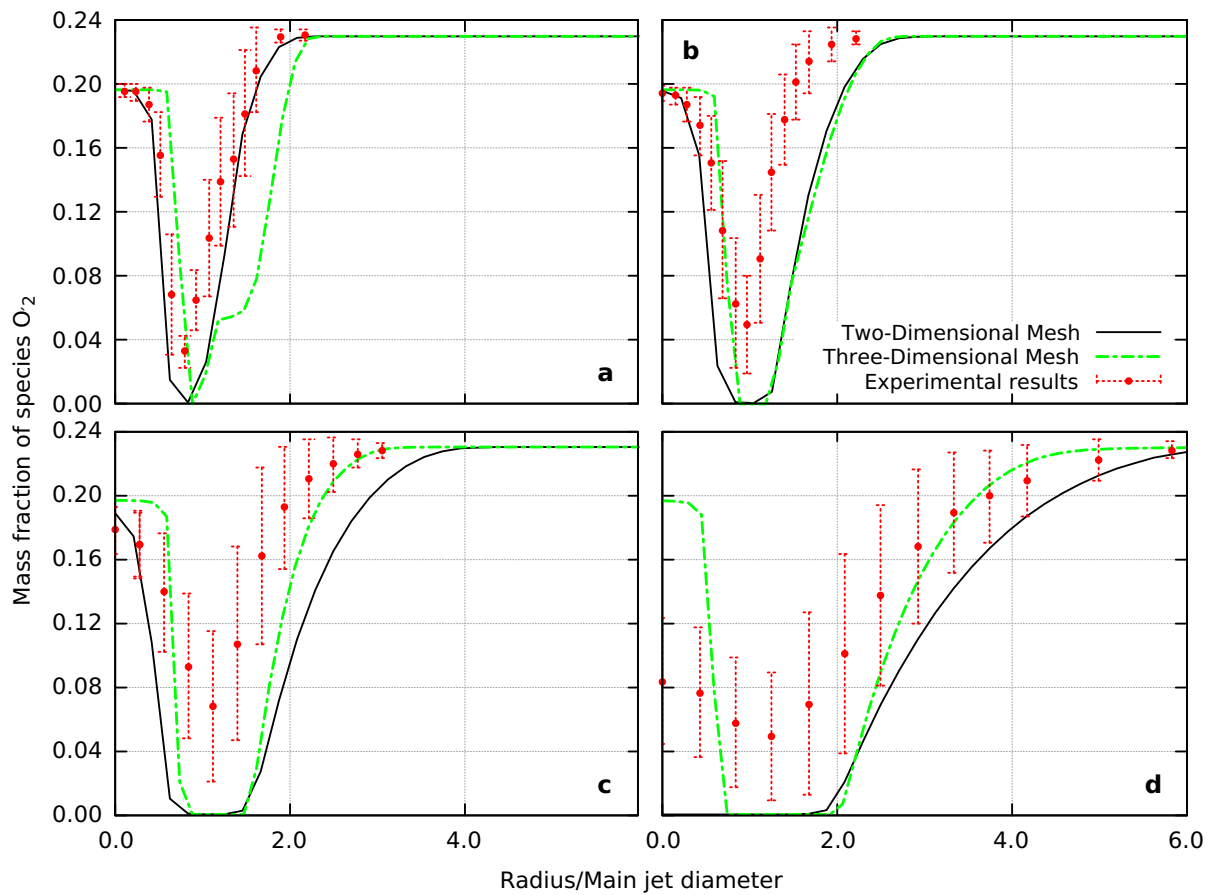 0.24
0.20
0.16
0.12
0.08
0.04
0.00
a
b
Two-Dimensional Mesh
Three-Dimensional Mesh
Experimental results
0.24
0.20
0.16
0.12
0.08
0.04
0.00
c
d
0.0 2.0 4.0
0.0 2.0 4.0 6.0
Mass fraction of species O₂
Radius/Main jet diameter